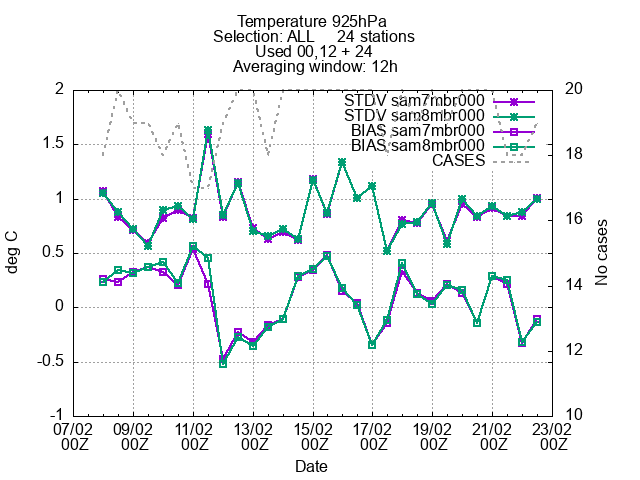 Temperature 925hPa
Selection: ALL 24 stations
Used 00,12 + 24
Averaging window: 12h
2 20
STDV sam7mbr000
STDV sam8mbr000
BIAS sam7mbr000
BIAS sam8mbr000
CASES
1.5 18
1 16
0.5 14
0
-0.5 12
-1 10
deg C
No cases
07/02 09/02 11/02 13/02 15/02 17/02 19/02 21/02 23/02
00Z 00Z 00Z 00Z 00Z 00Z 00Z 00Z 00Z
Date